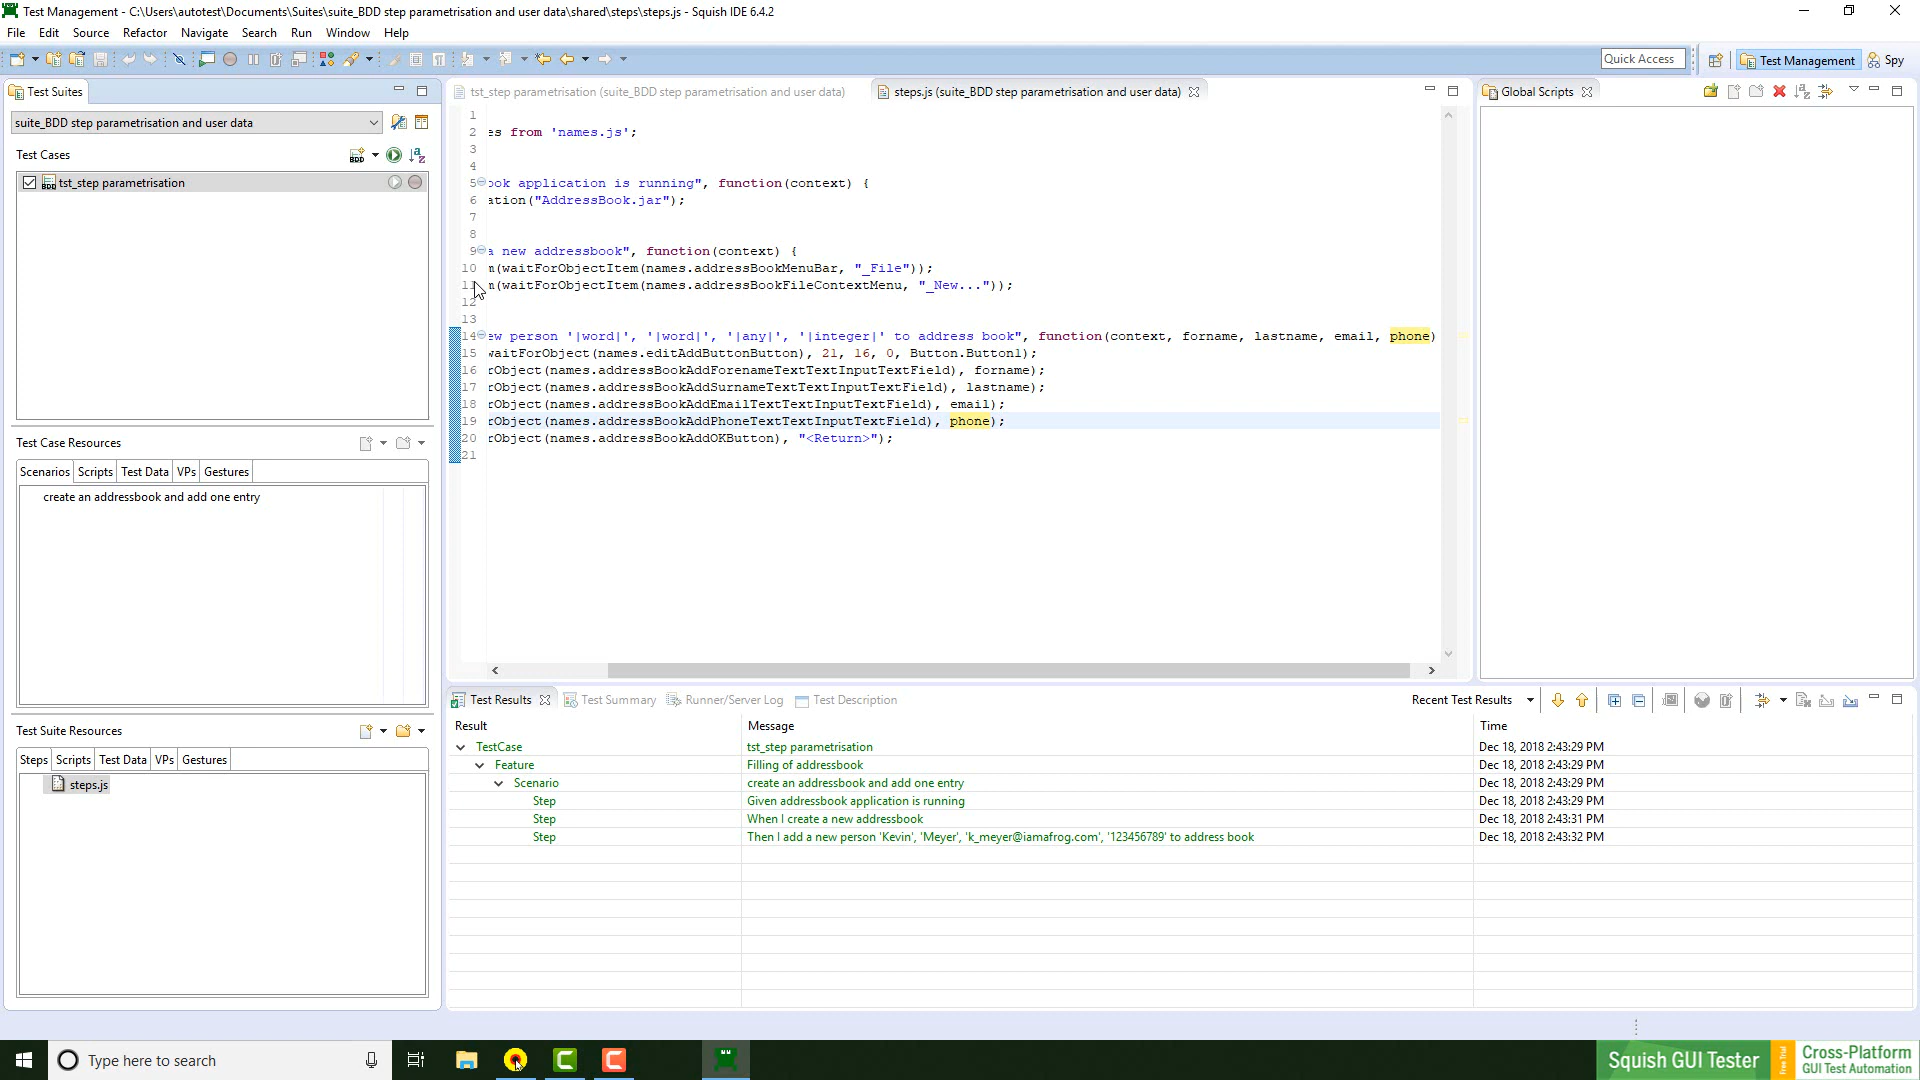 Test Management - C:\Users\autotest\Documents\Suites\suite_BDD step parametrisation and user data\shared\steps\steps.js - Squish IDE 6.4.2
File Edit Source Refactor Navigate Search Run Window Help
Quick Access
Test Management
Spy
Test Suites
suite_BDD step parametrisation and user data
Test Cases
tst_step parametrisation
Test Case Resources
Scenarios Scripts Test Data VPs Gestures
create an addressbook and add one entry
Test Suite Resources
Steps Scripts Test Data VPs Gestures
steps.js
tst_step parametrisation (suite_BDD step parametrisation and user data)
steps.js (suite_BDD step parametrisation and user data)
1
2 es from 'names.js';
3
4
5 ook application is running", function(context) {
6 ation("AddressBook.jar");
7
8
9 a new addressbook", function(context) {
10 m(waitForObjectItem(names.addressBookMenuBar, "_File"));
11 m(waitForObjectItem(names.addressBookFileContextMenu, "_New..."));
12
13
14 ew person '|word|', '|word|', '|any|', '|integer|' to address book", function(context, forname, lastname, email, phone)
15 waitForObject(names.editAddButtonButton), 21, 16, 0, Button.Button1);
16 rObject(names.addressBookAddForenameTextTextInputTextField), forname);
17 rObject(names.addressBookAddSurnameTextTextInputTextField), lastname);
18 rObject(names.addressBookAddEmailTextTextInputTextField), email);
19 rObject(names.addressBookAddPhoneTextTextInputTextField), phone);
20 rObject(names.addressBookAddOKButton), "<Return>");
21
Global Scripts
Test Results Test Summary Runner/Server Log Test Description
Recent Test Results
Result Message Time
TestCase tst_step parametrisation Dec 18, 2018 2:43:29 PM
Feature Filling of addressbook Dec 18, 2018 2:43:29 PM
Scenario create an addressbook and add one entry Dec 18, 2018 2:43:29 PM
Step Given addressbook application is running Dec 18, 2018 2:43:29 PM
Step When I create a new addressbook Dec 18, 2018 2:43:31 PM
Step Then I add a new person 'Kevin', 'Meyer', 'k_meyer@iamafrog.com', '123456789' to address book Dec 18, 2018 2:43:32 PM
Type here to search
Squish GUI Tester
Free Trial
Cross-Platform
GUI Test Automation